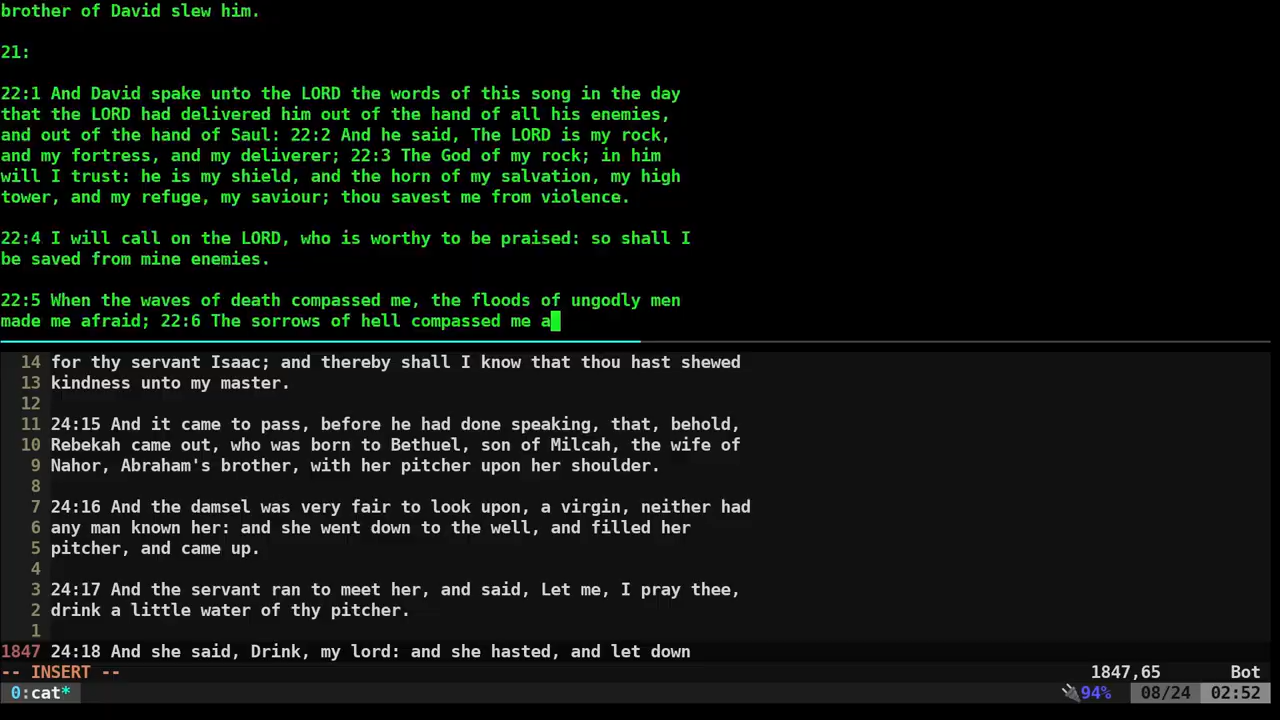 brother of David slew him.
21:
22:1 And David spake unto the LORD the words of this song in the day
that the LORD had delivered him out of the hand of all his enemies,
and out of the hand of Saul: 22:2 And he said, The LORD is my rock,
and my fortress, and my deliverer; 22:3 The God of my rock; in him
will I trust: he is my shield, and the horn of my salvation, my high
tower, and my refuge, my saviour; thou savest me from violence.
22:4 I will call on the LORD, who is worthy to be praised: so shall I
be saved from mine enemies.
22:5 When the waves of death compassed me, the floods of ungodly men
made me afraid; 22:6 The sorrows of hell compassed me a
14 for thy servant Isaac; and thereby shall I know that thou hast shewed
13 kindness unto my master.
12
11 24:15 And it came to pass, before he had done speaking, that, behold,
10 Rebekah came out, who was born to Bethuel, son of Milcah, the wife of
9 Nahor, Abraham's brother, with her pitcher upon her shoulder.
8
7 24:16 And the damsel was very fair to look upon, a virgin, neither had
6 any man known her: and she went down to the well, and filled her
5 pitcher, and came up.
4
3 24:17 And the servant ran to meet her, and said, Let me, I pray thee,
2 drink a little water of thy pitcher.
1
1847 24:18 And she said, Drink, my lord: and she hasted, and let down
-- INSERT -- 1847,65 Bot
0:cat* 94% 08/24 02:52